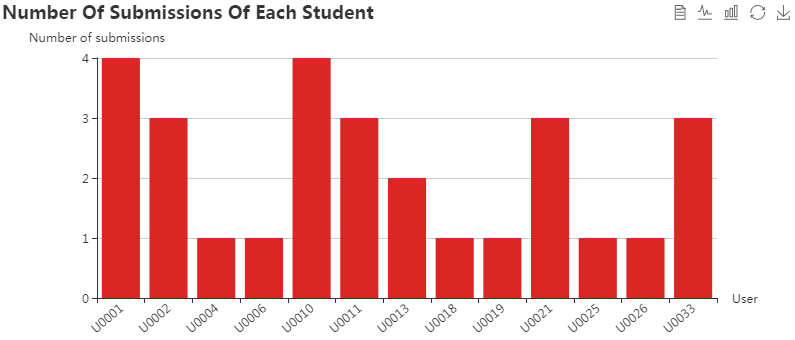 Number Of Submissions Of Each Student
Number of submissions
4
3
2
1
0
U0001 U0002 U0004 U0006 U0010 U0011 U0013 U0018 U0019 U0021 U0025 U0026 U0033
User